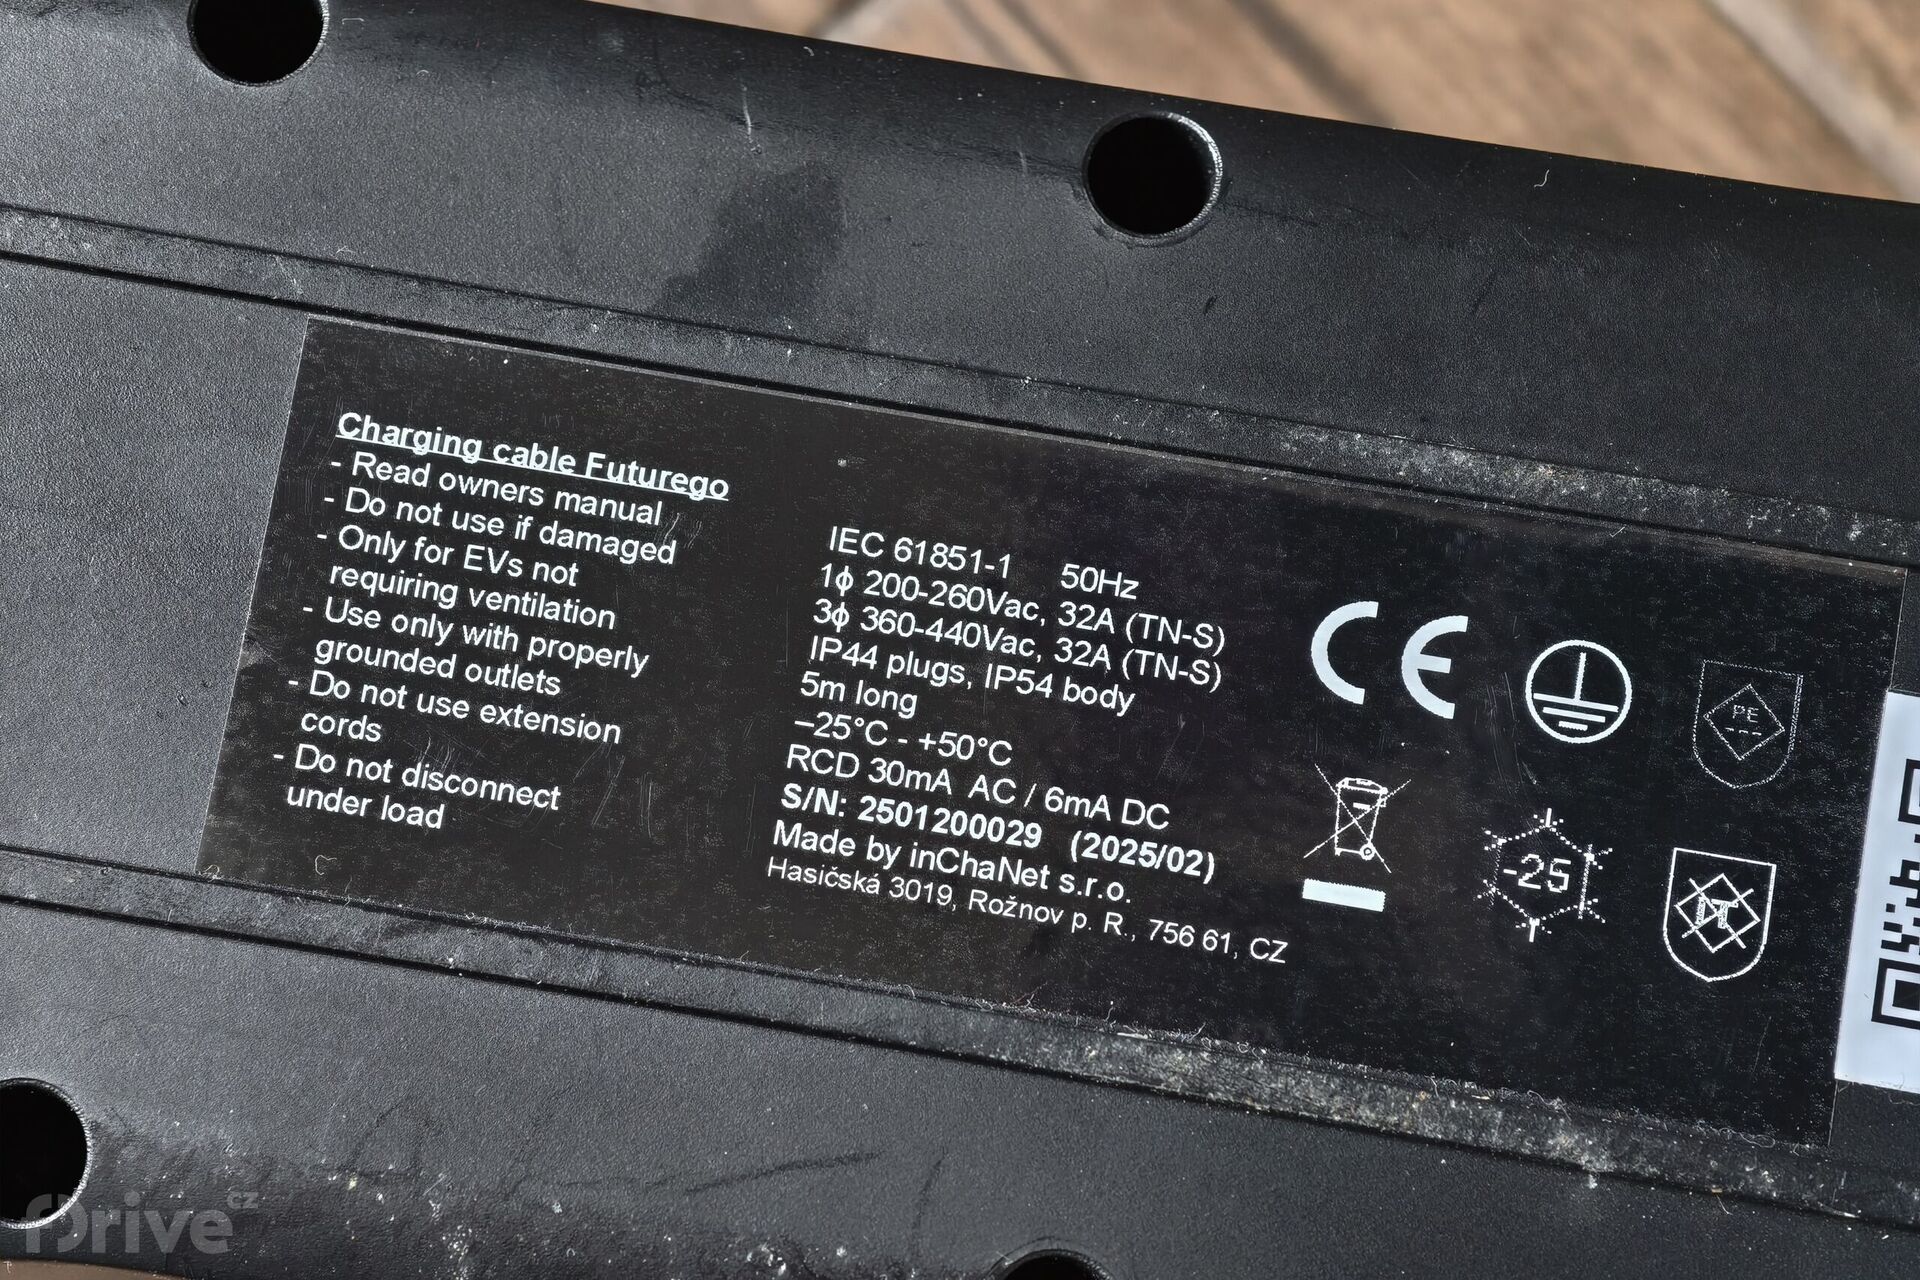 Charging cable Futurego
- Read owners manual
- Do not use if damaged
- Only for EVs not
requiring ventilation
- Use only with properly
grounded outlets
- Do not use extension
cords
- Do not disconnect
under load
IEC 61851-1 50Hz
1ϕ 200-260Vac, 32A (TN-S)
3ϕ 360-440Vac, 32A (TN-S)
IP44 plugs, IP54 body
5m long
–25°C - +50°C
RCD 30mA AC / 6mA DC
S/N: 2501200029 (2025/02)
Made by inChaNet s.r.o.
Hasičská 3019, Rožnov p. R., 756 61, CZ
CE
PE
-25
IT
fDrive.cz